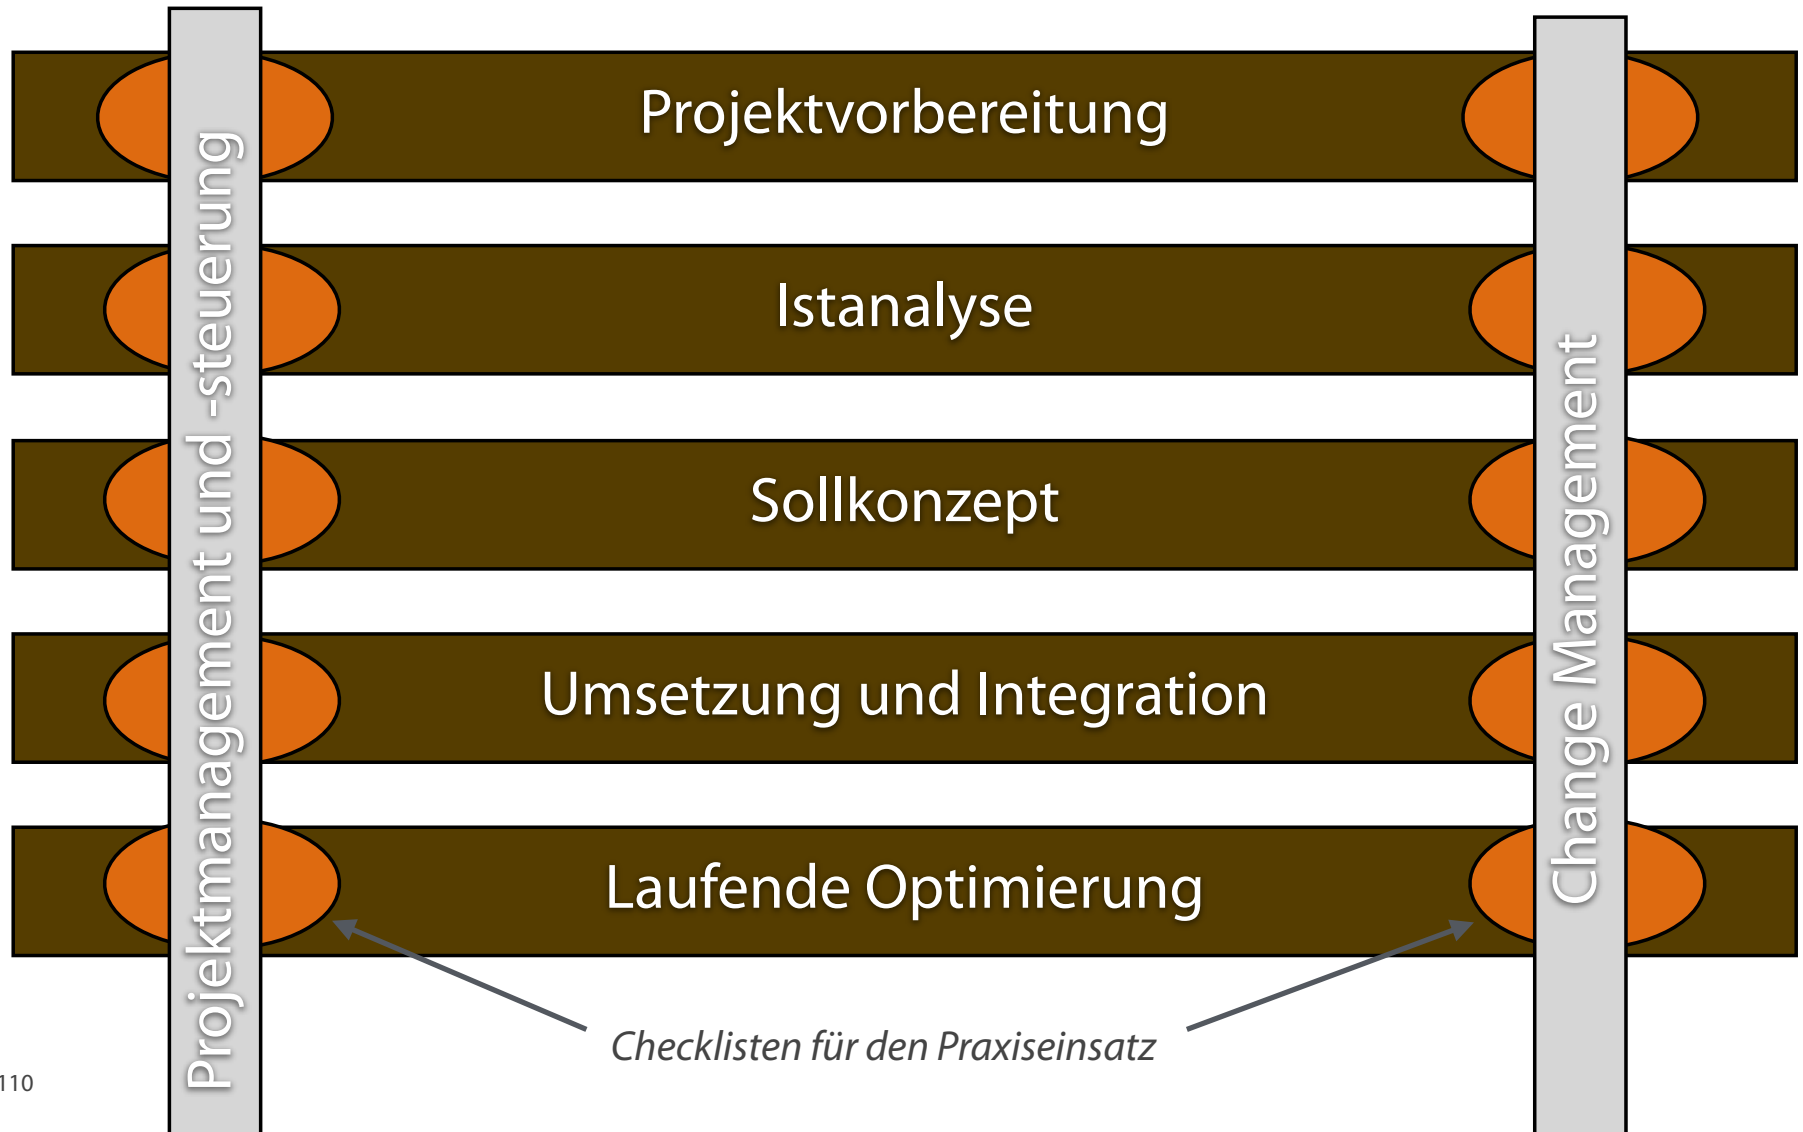 Projektvorbereitung
Istanalyse
Sollkonzept
Umsetzung und Integration
Laufende Optimierung
Projektmanagement und -steuerung
Change Management
Checklisten für den Praxiseinsatz
110